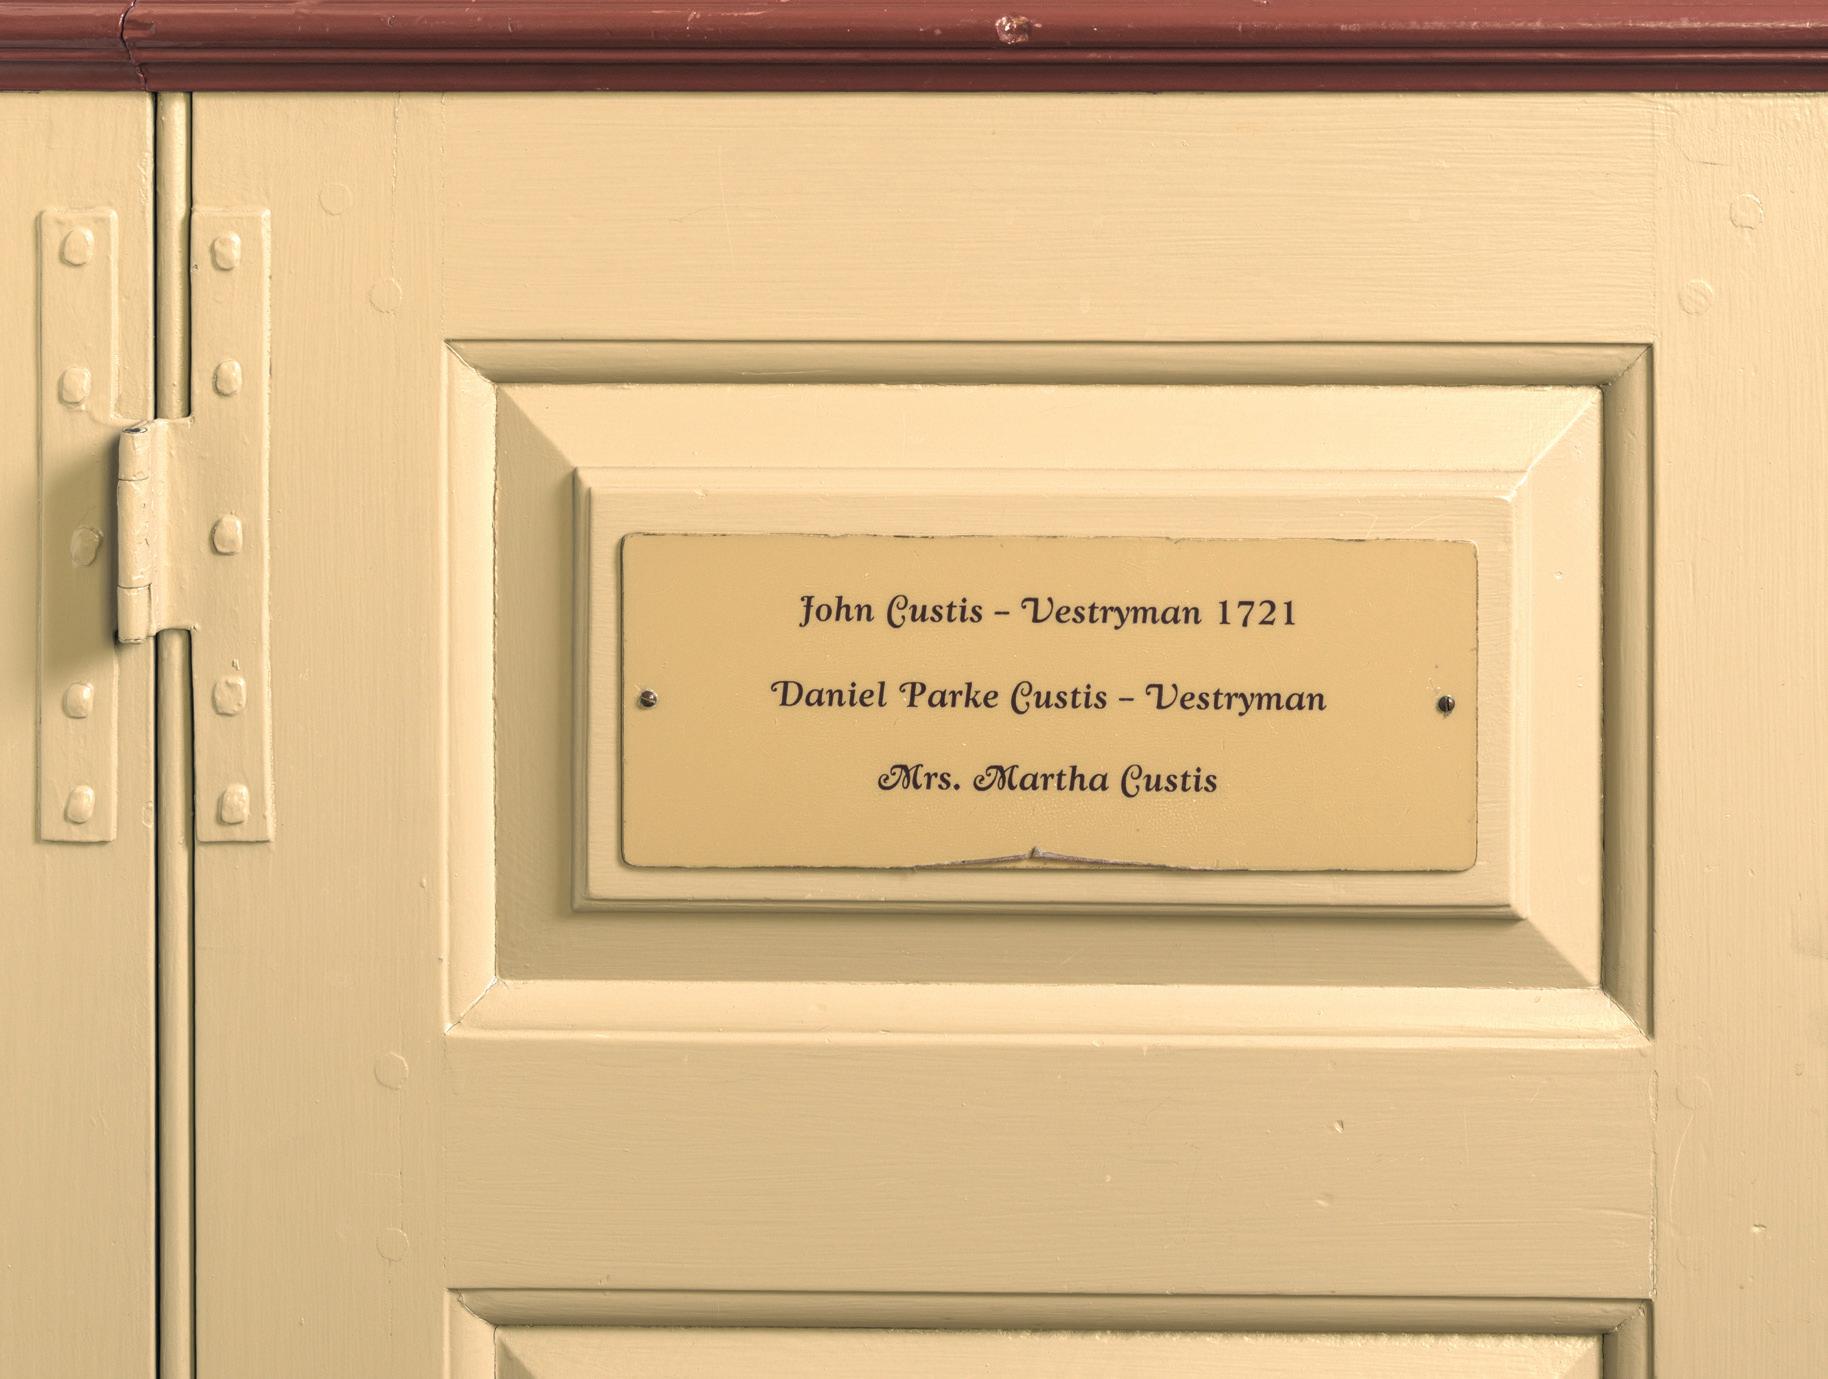 John Custis – Vestryman 1721
Daniel Parke Custis – Vestryman
Mrs. Martha Custis